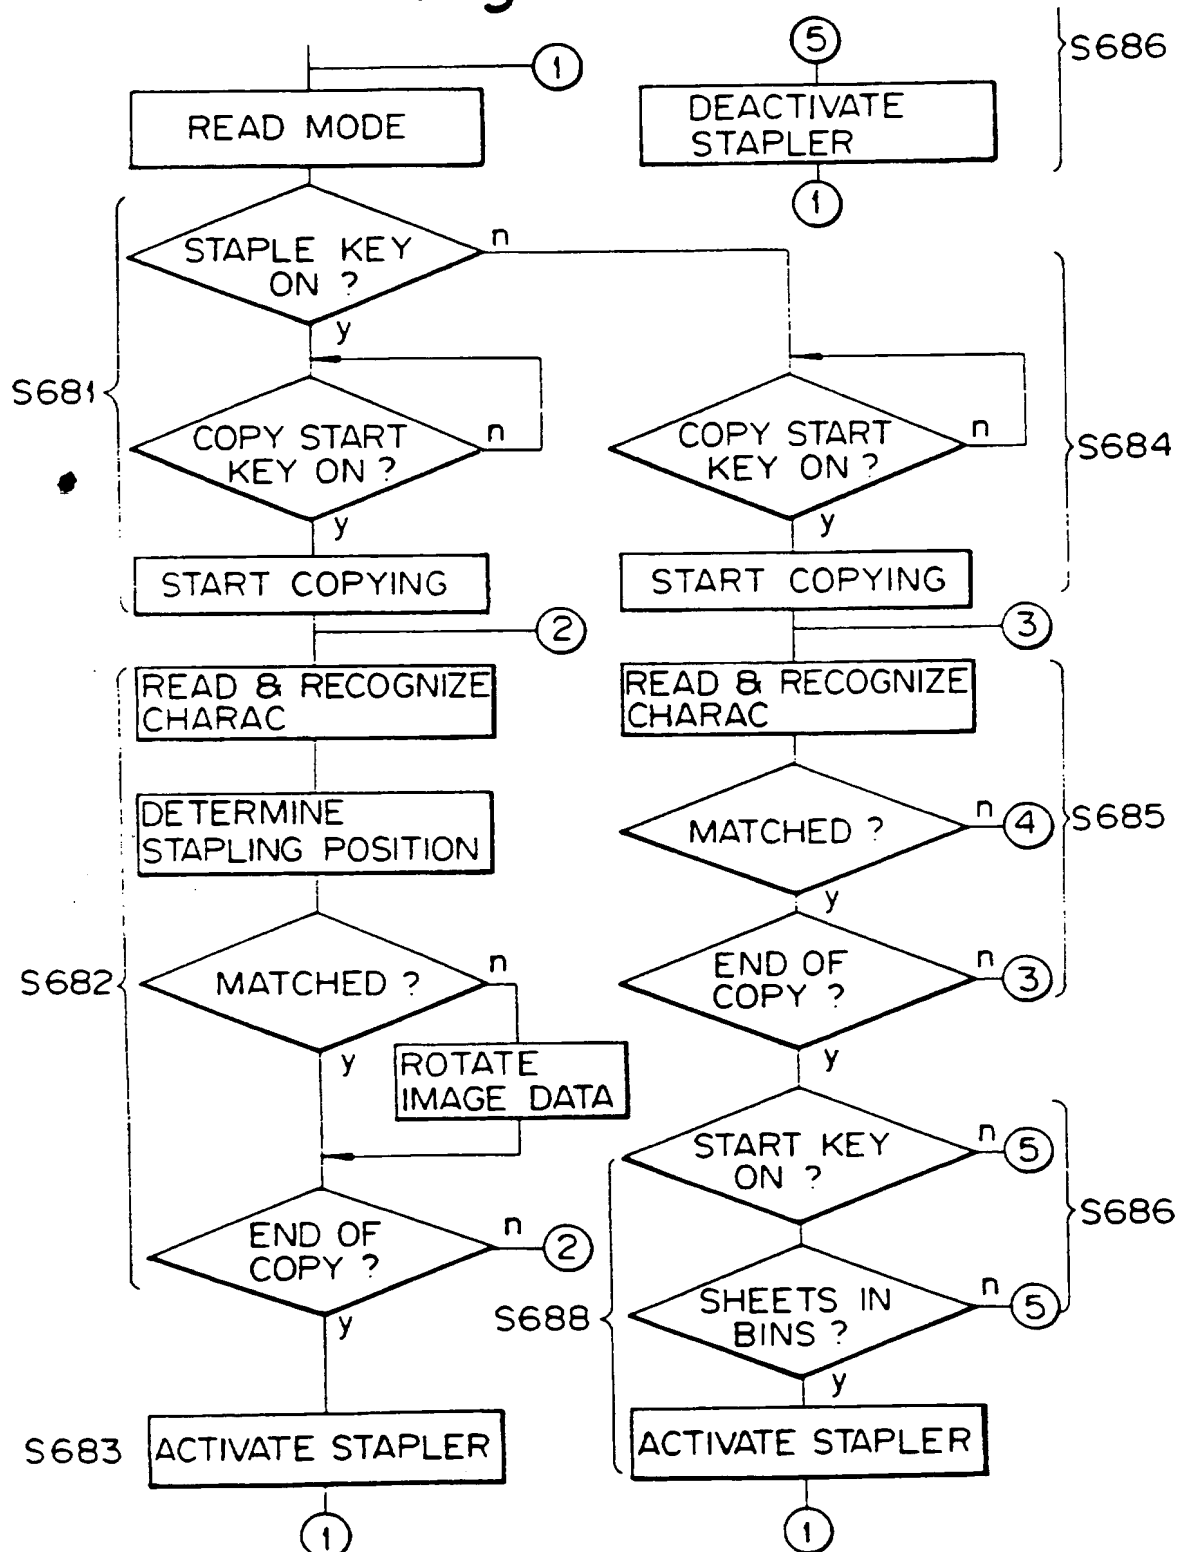 g
1
READ MODE
S681
STAPLE KEY
ON ?
n
y
COPY START
KEY ON ?
n
y
START COPYING
2
S682
READ & RECOGNIZE
CHARAC
DETERMINE
STAPLING POSITION
MATCHED ?
n
y
ROTATE
IMAGE DATA
END OF
COPY ?
n
2
y
S683
ACTIVATE STAPLER
1
5
S686
DEACTIVATE
STAPLER
1
S684
COPY START
KEY ON ?
n
y
START COPYING
3
READ & RECOGNIZE
CHARAC
S685
MATCHED ?
n
4
y
END OF
COPY ?
n
3
y
START KEY
ON ?
n
5
S686
S688
SHEETS IN
BINS ?
n
5
y
ACTIVATE STAPLER
1